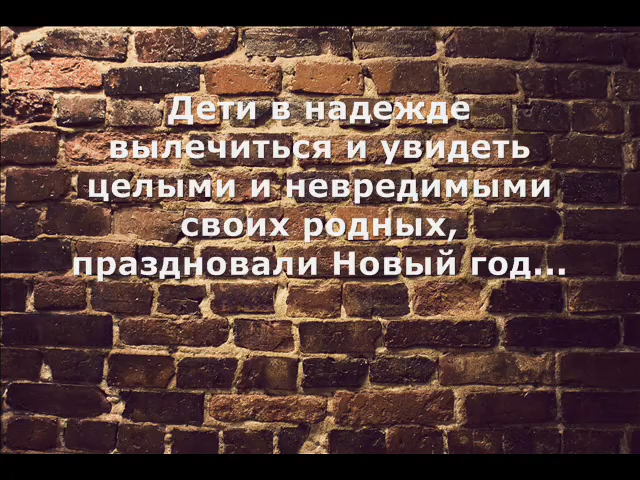 Дети в надежде
вылечиться и увидеть
целыми и невредимыми
своих родных,
праздновали Новый год...